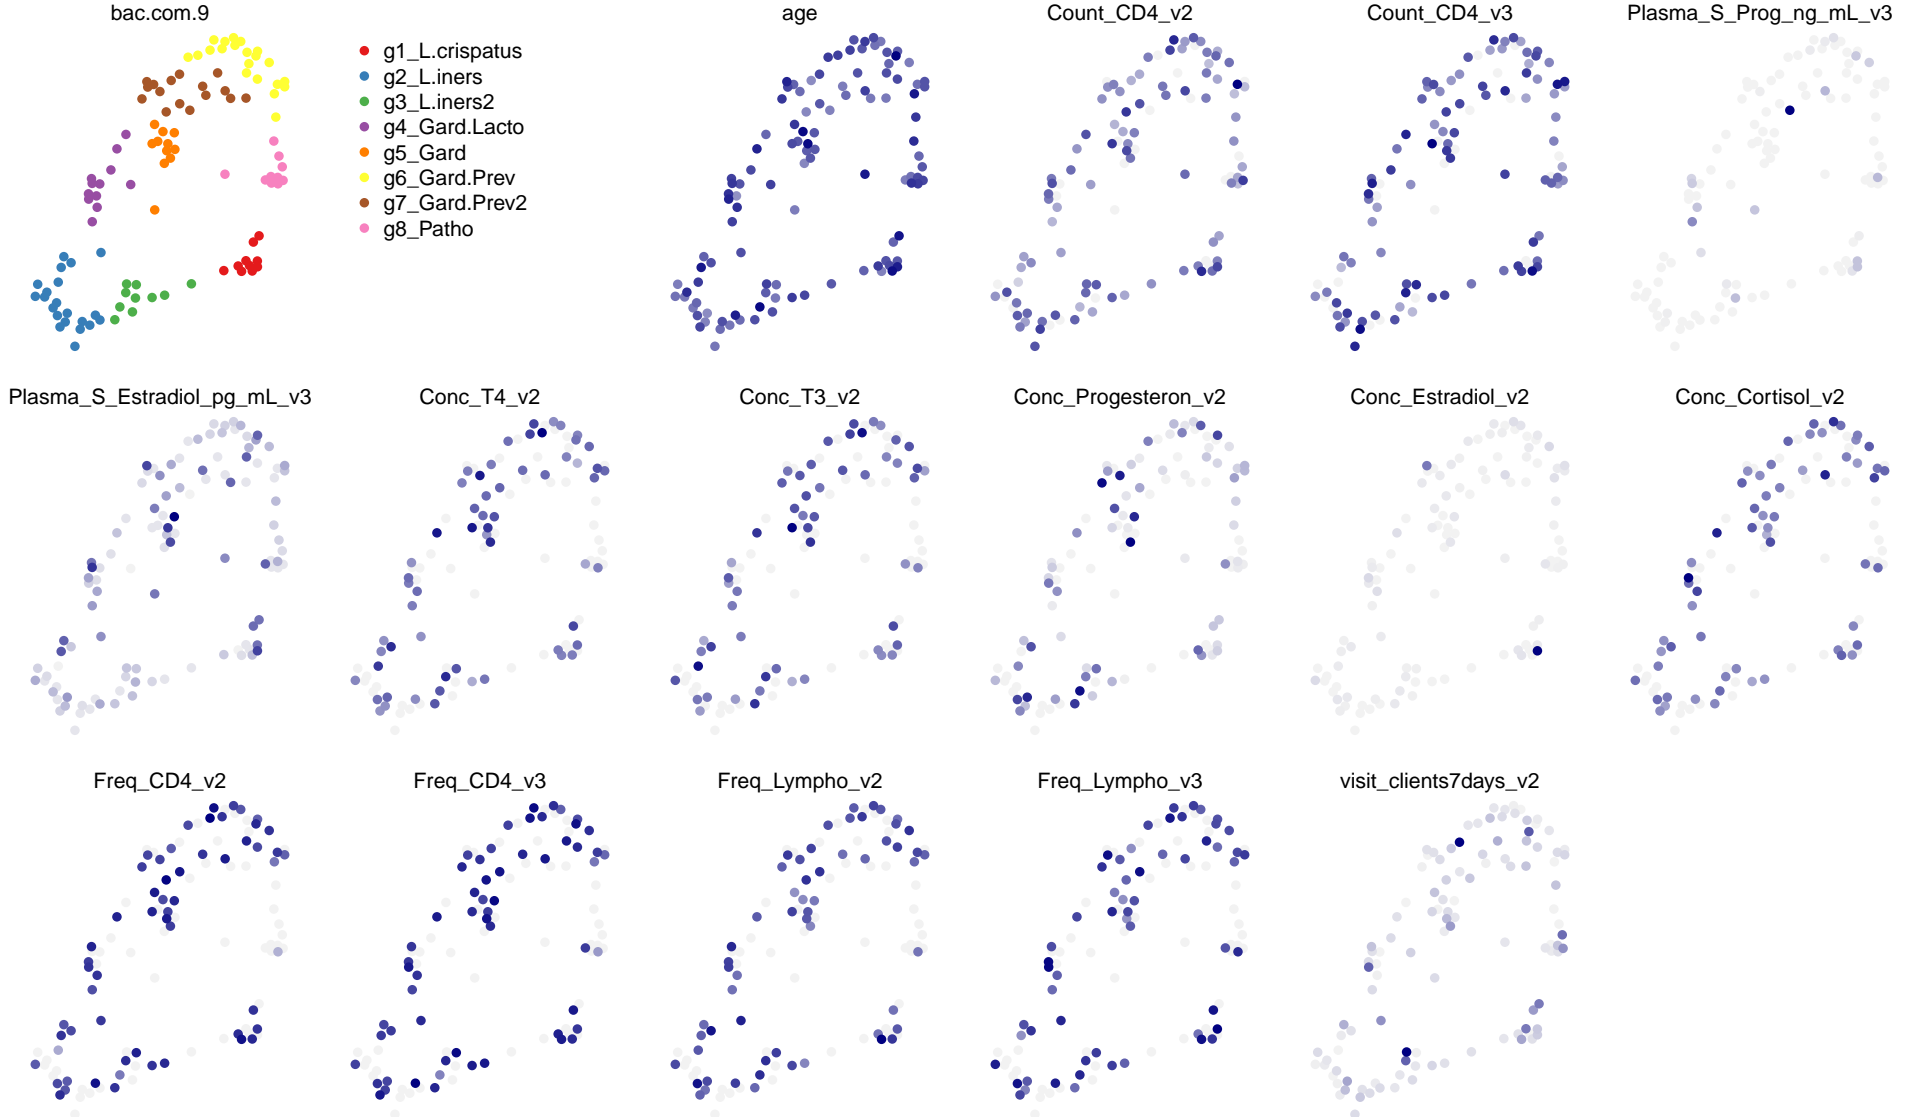 bac.com.9
g1_L.crispatus
g2_L.iners
g3_L.iners2
g4_Gard.Lacto
g5_Gard
g6_Gard.Prev
g7_Gard.Prev2
g8_Patho
age
Count_CD4_v2
Count_CD4_v3
Plasma_S_Prog_ng_mL_v3
Plasma_S_Estradiol_pg_mL_v3
Conc_T4_v2
Conc_T3_v2
Conc_Progesteron_v2
Conc_Estradiol_v2
Conc_Cortisol_v2
Freq_CD4_v2
Freq_CD4_v3
Freq_Lympho_v2
Freq_Lympho_v3
visit_clients7days_v2